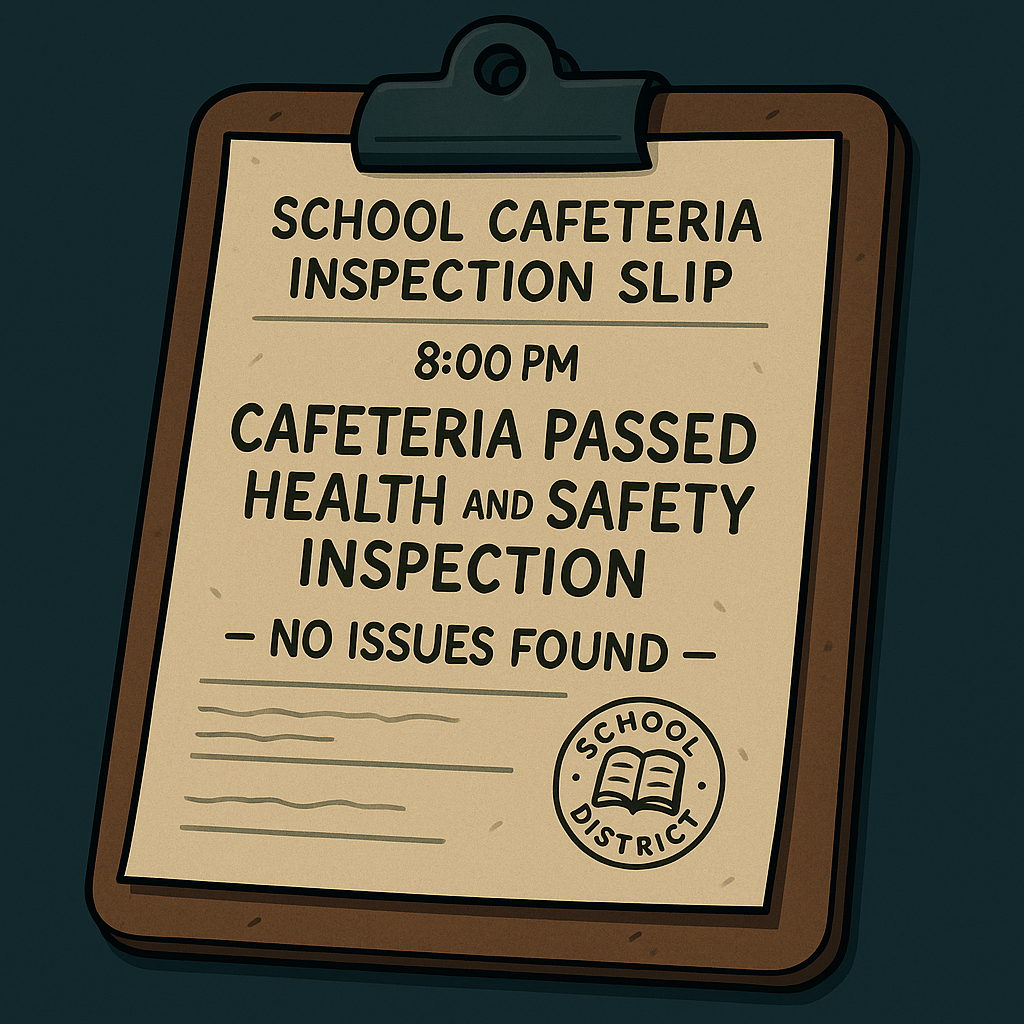 SCHOOL CAFETERIA
INSPECTION SLIP
8:00 PM
CAFETERIA PASSED
HEALTH AND SAFETY
INSPECTION
– NO ISSUES FOUND –
SCHOOL
DISTRICT